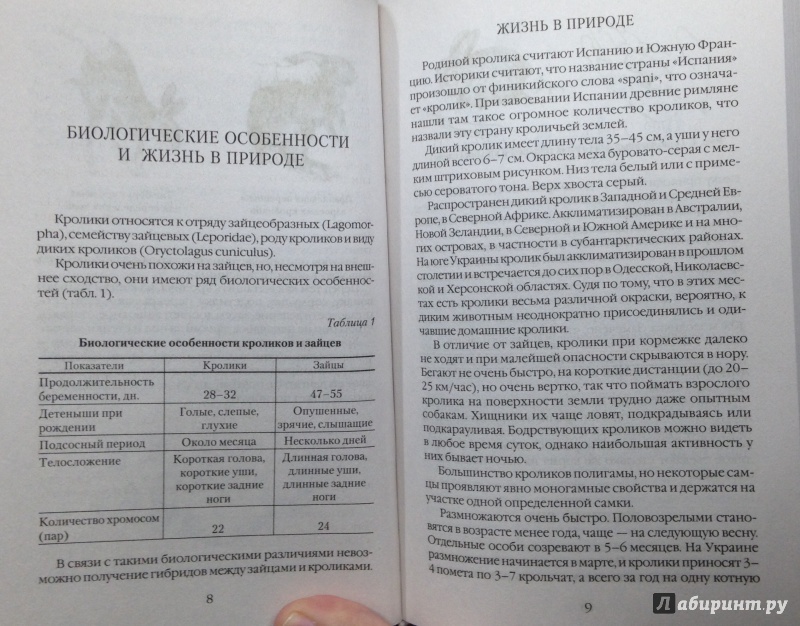 БИОЛОГИЧЕСКИЕ ОСОБЕННОСТИ
И ЖИЗНЬ В ПРИРОДЕ
Кролики относятся к отряду зайцеобразных (Lagomor-
pha), семейству зайцевых (Leporidae), роду кроликов и виду
диких кроликов (Oryctolagus cuniculus).
Кролики очень похожи на зайцев, но, несмотря на внеш-
нее сходство, они имеют ряд биологических особеннос-
тей (табл. 1).
Таблица 1
Биологические особенности кроликов и зайцев
Показатели Кролики Зайцы
Продолжительность
беременности, дн. 28–32 47–55
Детеныши при Голые, слепые, Опушенные,
рождении глухие зрячие, слышащие
Подсосный период Около месяца Несколько дней
Телосложение Короткая голова, Длинная голова,
короткие уши, длинные уши,
короткие задние длинные задние
ноги ноги
Количество хромосом
(пар) 22 24
В связи с такими биологическими различиями невоз-
можно получение гибридов между зайцами и кроликами.
8
ЖИЗНЬ В ПРИРОДЕ
Родиной кролика считают Испанию и Южную Фран-
цию. Историки считают, что название страны «Испания»
произошло от финикийского слова «spani», что означа-
ет «кролик». При завоевании Испании древние римляне
нашли там такое огромное количество кроликов, что
назвали эту страну кроличьей землей.
Дикий кролик имеет длину тела 35–45 см, а уши у него
длиной всего 6–7 см. Окраска меха буровато-серая с мел-
ким штриховым рисунком. Низ тела белый или с приме-
сью сероватого тона. Верх хвоста серый.
Распространен дикий кролик в Западной и Средней Ев-
ропе, в Северной Африке. Акклиматизирован в Австралии,
Новой Зеландии, в Северной и Южной Америке и на мно-
гих островах, в частности в субантарктических районах.
На юге Украины кролик был акклиматизирован в прошлом
столетии и встречается до сих пор в Одесской, Николаевс-
кой и Херсонской областях. Судя по тому, что в этих мес-
тах есть кролики весьма различной окраски, вероятно, к
диким животным неоднократно присоединялись и оди-
чавшие домашние кролики.
В отличие от зайцев, кролики при кормежке далеко
не ходят и при малейшей опасности скрываются в нору.
Бегают не очень быстро, на короткие дистанции (до 20–
25 км/час), но очень вертко, так что поймать взрослого
кролика на поверхности земли трудно даже опытным
собакам. Хищники их чаще ловят, подкрадываясь или
подкарауливая. Бодрствующих кроликов можно видеть
в любое время суток, однако наибольшая активность у
них бывает ночью.
Большинство кроликов полигамы, но некоторые сам-
цы проявляют явно моногамные свойства и держатся на
участке одной определенной самки.
Размножаются очень быстро. Половозрелыми стано-
вятся в возрасте менее года, чаще — на следующую весну.
Отдельные особи созревают в 5–6 месяцев. На Украине
размножение начинается в марте, и кролики приносят 3–
4 помета по 3–7 крольчат, а всего за год на одну котную
9
Лабиринт.ру